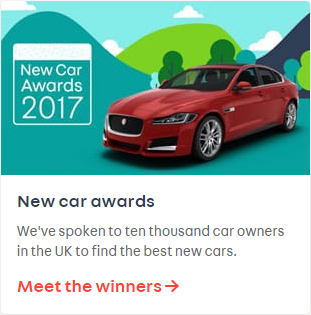 New Car
Awards
2017
New car awards
We've spoken to ten thousand car owners
in the UK to find the best new cars.
Meet the winners →